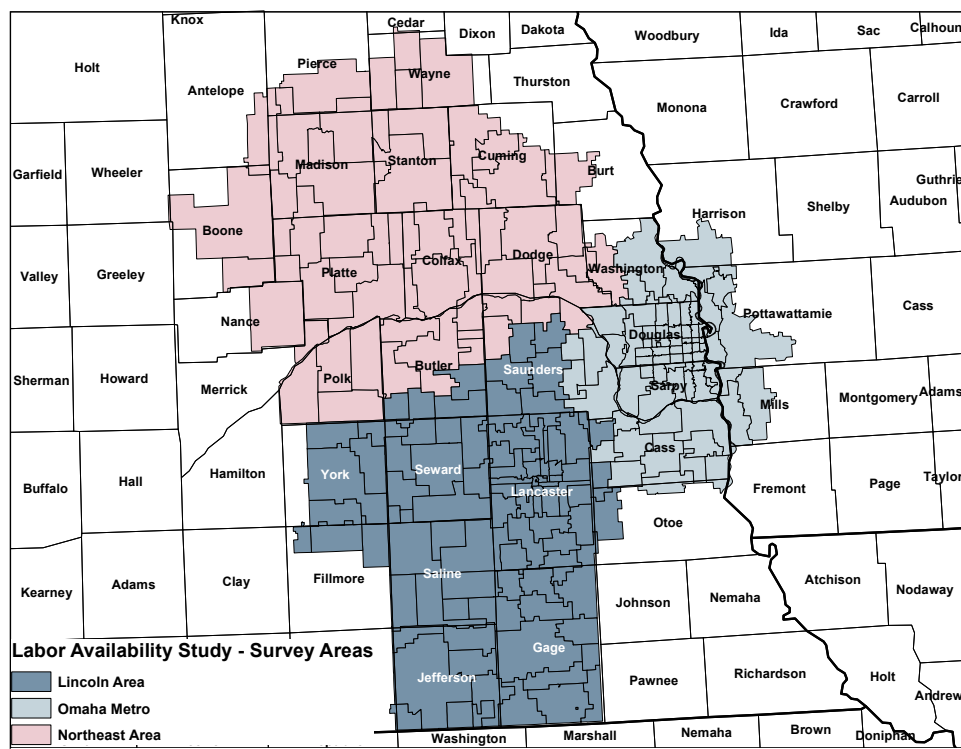 Knox
Cedar
Dixon
Dakota
Woodbury
Ida
Sac
Calhoun
Holt
Pierce
Wayne
Antelope
Thurston
Monona
Crawford
Carroll
Garfield
Wheeler
Madison
Stanton
Cuming
Burt
Guthrie
Audubon
Shelby
Harrison
Boone
Valley
Greeley
Platte
Colfax
Dodge
Washington
Nance
Pottawattamie
Cass
Douglas
Sherman
Howard
Merrick
Polk
Butler
Saunders
Sarpy
Mills
Montgomery
Adams
Cass
Buffalo
Hall
Hamilton
York
Seward
Lancaster
Fremont
Page
Taylor
Otoe
Kearney
Adams
Clay
Fillmore
Saline
Johnson
Nemaha
Atchison
Nodaway
Labor Availability Study - Survey Areas
Gage
Jefferson
Pawnee
Richardson
Holt
Andrew
Lincoln Area
Omaha Metro
Northeast Area
Washington
Marshall
Nemaha
Brown
Doniphan